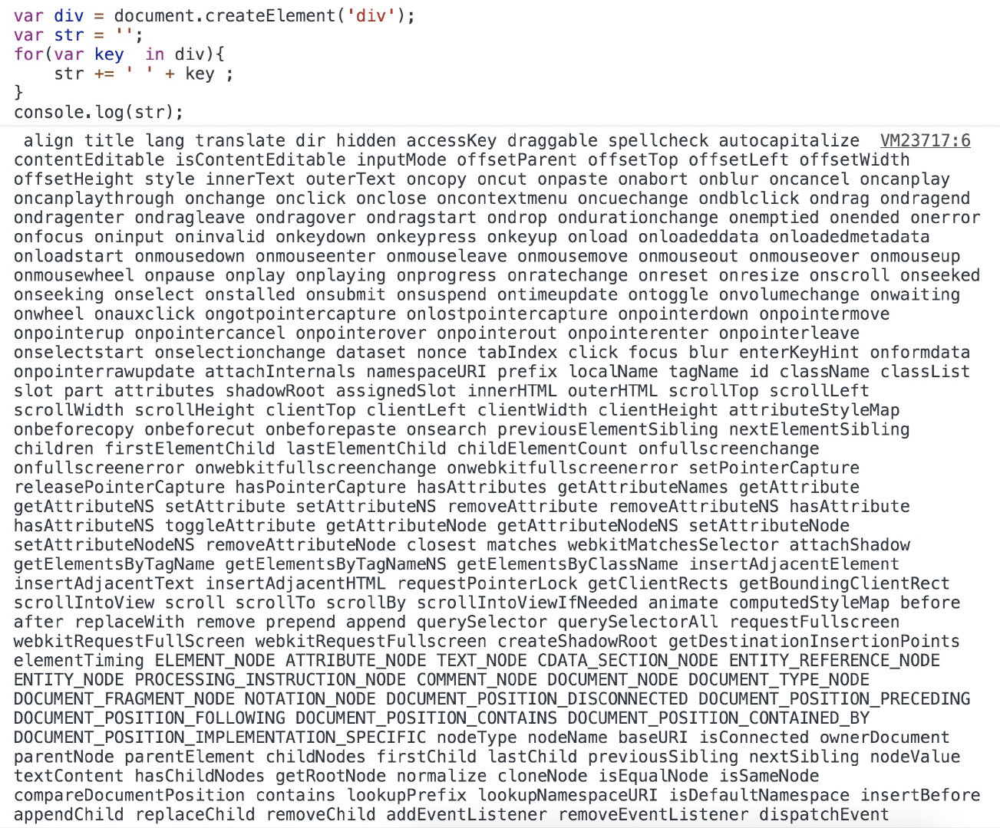 var div = document.createElement('div');
var str = '';
for(var key  in div){
    str += ' ' + key ;
}
console.log(str);
 align title lang translate dir hidden accessKey draggable spellcheck autocapitalize  VM23717:6
contentEditable isContentEditable inputMode offsetParent offsetTop offsetLeft offsetWidth
offsetHeight style innerText outerText oncopy oncut onpaste onabort onblur oncancel oncanplay
oncanplaythrough onchange onclick onclose oncontextmenu oncuechange ondblclick ondrag ondragend
ondragenter ondragleave ondragover ondragstart ondrop ondurationchange onemptied onended onerror
onfocus oninput oninvalid onkeydown onkeypress onkeyup onload onloadeddata onloadedmetadata
onloadstart onmousedown onmouseenter onmouseleave onmousemove onmouseout onmouseover onmouseup
onmousewheel onpause onplay onplaying onprogress onratechange onreset onresize onscroll onseeked
onseeking onselect onstalled onsubmit onsuspend ontimeupdate ontoggle onvolumechange onwaiting
onwheel onauxclick ongotpointercapture onlostpointercapture onpointerdown onpointermove
onpointerup onpointercancel onpointerover onpointerout onpointerenter onpointerleave
onselectstart onselectionchange dataset nonce tabIndex click focus blur enterKeyHint onformdata
onpointerrawupdate attachInternals namespaceURI prefix localName tagName id className classList
slot part attributes shadowRoot assignedSlot innerHTML outerHTML scrollTop scrollLeft
scrollWidth scrollHeight clientTop clientLeft clientWidth clientHeight attributeStyleMap
onbeforecopy onbeforecut onbeforepaste onsearch previousElementSibling nextElementSibling
children firstElementChild lastElementChild childElementCount onfullscreenchange
onfullscreenerror onwebkitfullscreenchange onwebkitfullscreenerror setPointerCapture
releasePointerCapture hasPointerCapture hasAttributes getAttributeNames getAttribute
getAttributeNS setAttribute setAttributeNS removeAttribute removeAttributeNS hasAttribute
hasAttributeNS toggleAttribute getAttributeNode getAttributeNodeNS setAttributeNode
setAttributeNodeNS removeAttributeNode closest matches webkitMatchesSelector attachShadow
getElementsByTagName getElementsByTagNameNS getElementsByClassName insertAdjacentElement
insertAdjacentText insertAdjacentHTML requestPointerLock getClientRects getBoundingClientRect
scrollIntoView scroll scrollTo scrollBy scrollIntoViewIfNeeded animate computedStyleMap before
after replaceWith remove prepend append querySelector querySelectorAll requestFullscreen
webkitRequestFullScreen webkitRequestFullscreen createShadowRoot getDestinationInsertionPoints
elementTiming ELEMENT_NODE ATTRIBUTE_NODE TEXT_NODE CDATA_SECTION_NODE ENTITY_REFERENCE_NODE
ENTITY_NODE PROCESSING_INSTRUCTION_NODE COMMENT_NODE DOCUMENT_NODE DOCUMENT_TYPE_NODE
DOCUMENT_FRAGMENT_NODE NOTATION_NODE DOCUMENT_POSITION_DISCONNECTED DOCUMENT_POSITION_PRECEDING
DOCUMENT_POSITION_FOLLOWING DOCUMENT_POSITION_CONTAINS DOCUMENT_POSITION_CONTAINED_BY
DOCUMENT_POSITION_IMPLEMENTATION_SPECIFIC nodeType nodeName baseURI isConnected ownerDocument
parentNode parentElement childNodes firstChild lastChild previousSibling nextSibling nodeValue
textContent hasChildNodes getRootNode normalize cloneNode isEqualNode isSameNode
compareDocumentPosition contains lookupPrefix lookupNamespaceURI isDefaultNamespace insertBefore
appendChild replaceChild removeChild addEventListener removeEventListener dispatchEvent